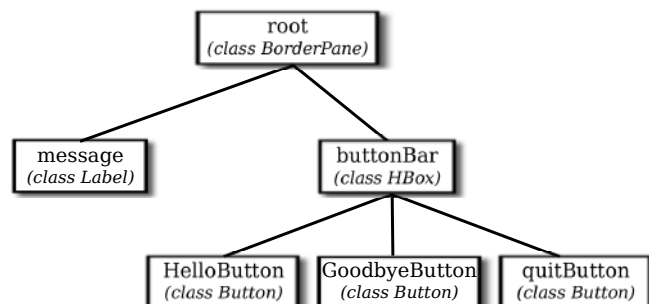 root
(class BorderPane)
message
(class Label)
buttonBar
(class HBox)
HelloButton
(class Button)
GoodbyeButton
(class Button)
quitButton
(class Button)